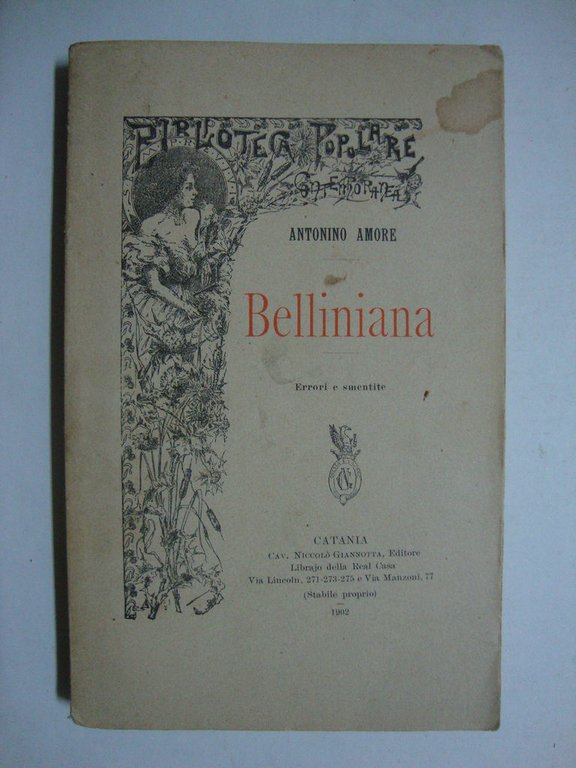 BIBLIOTECA POPOLARE
CONTEMPORANEA
ANTONINO AMORE
Belliniana
Errori e smentite
CATANIA
CAV. NICCOLÒ GIANNOTTA, Editore
Librajo della Real Casa
Via Lincoln, 271-273-275 e Via Manzoni, 77
(Stabile proprio)
1902